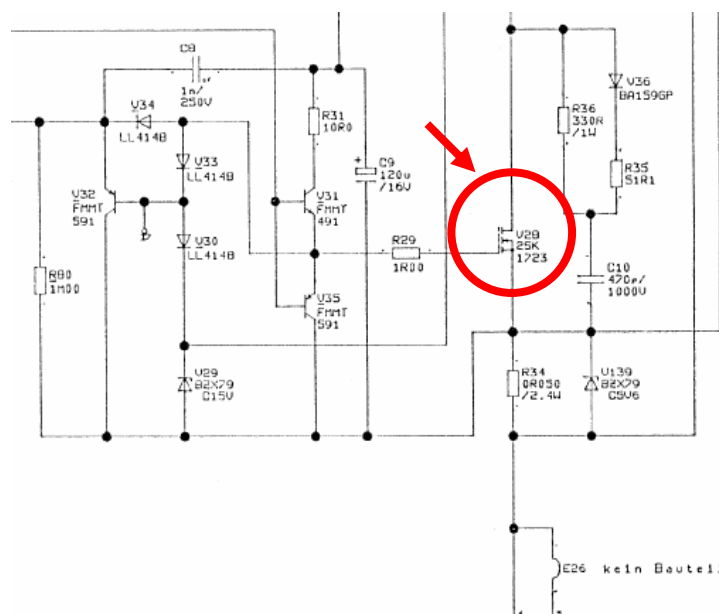 C8
1n/
250V
V34
LL4148
V33
LL4148
V32
FMMT
591
V30
LL4148
R80
1M00
V29
BZX79
C15V
R31
10R0
C9
+
120u
/16V
V31
FMMT
491
V35
FMMT
591
R29
1R00
V28
2SK
1723
R36
330R
/1W
V36
BA159GP
R35
51R1
C10
470p/
1000V
R34
0R050
/2.4W
V139
BZX79
C5V6
E26 kein Bauteil